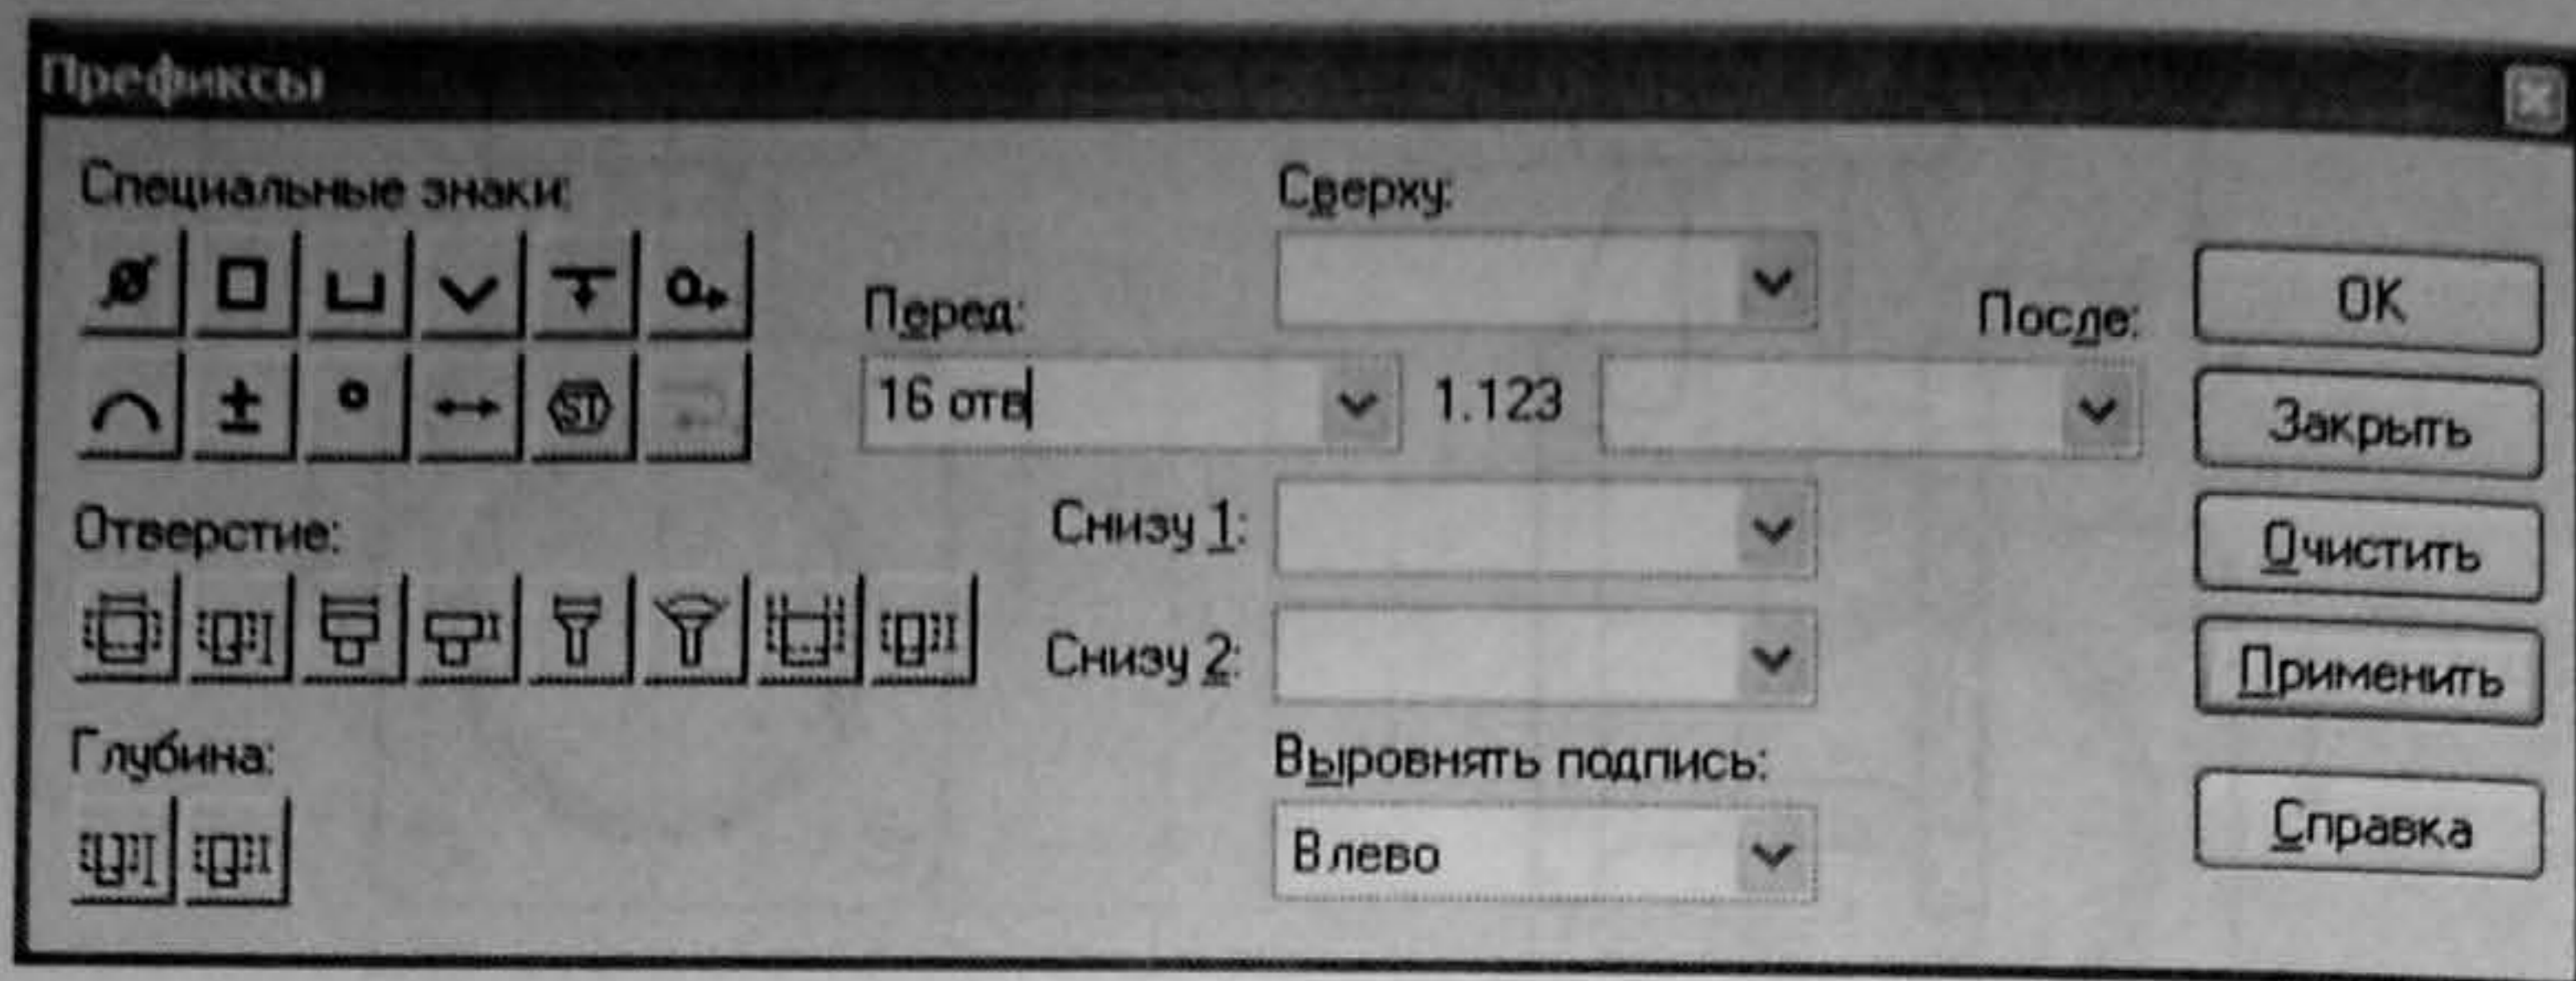 Префиксы
Специальные знаки:
Сверху:
Перед:
После:
OK
16 отв
1.123
Закрыть
ST
Отверстие:
Снизу 1:
Очистить
Снизу 2:
Применить
Глубина:
Выровнять подпись:
Влево
Справка